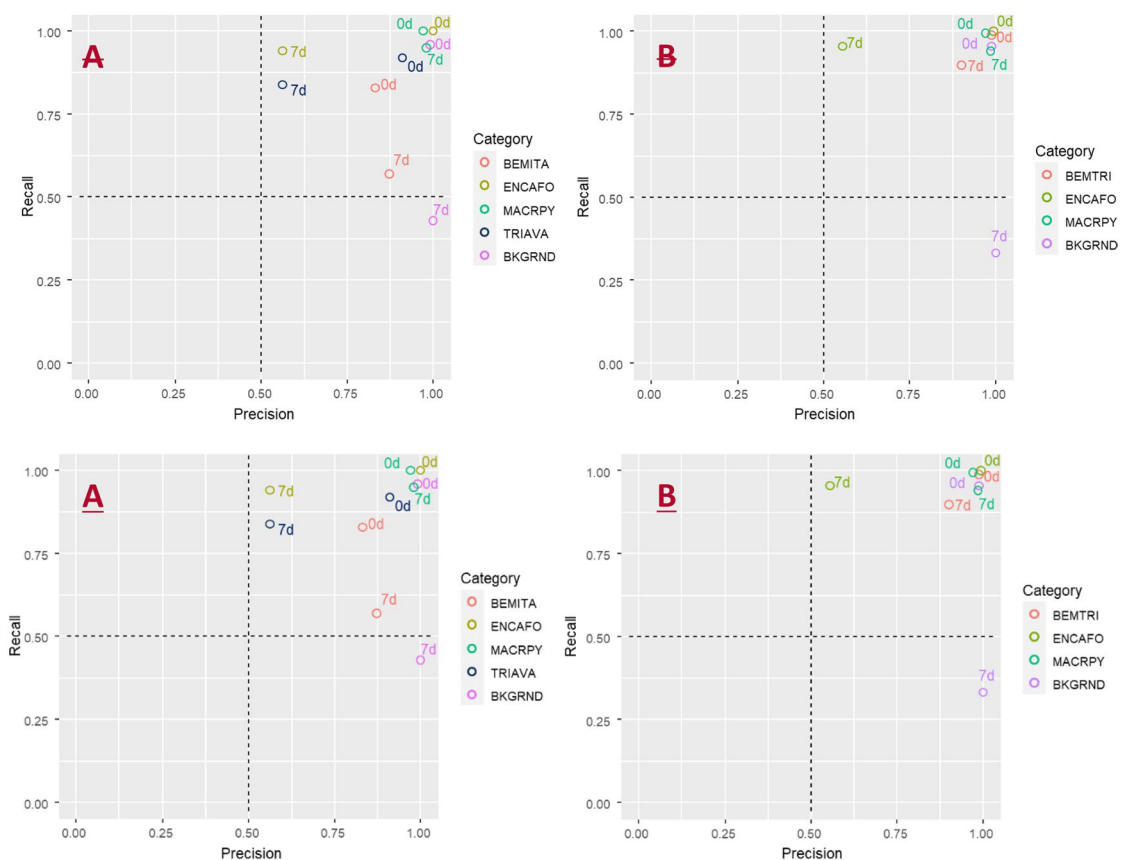 A
1.00
0.75
0.50
0.25
0.00
Recall
0d
0d
0d
7d
0d
7d
7d
0d
7d
7d
0.00
0.25
0.50
0.75
1.00
Precision
Category
BEMITA
ENCAFO
MACRPY
TRIAVA
BKGRND
B
1.00
0.75
0.50
0.25
0.00
Recall
0d
0d
0d
0d
7d
7d
7d
7d
0.00
0.25
0.50
0.75
1.00
Precision
Category
BEMTRI
ENCAFO
MACRPY
BKGRND
A
1.00
0.75
0.50
0.25
0.00
Recall
0d
0d
0d
7d
0d
7d
7d
0d
7d
7d
0.00
0.25
0.50
0.75
1.00
Precision
Category
BEMITA
ENCAFO
MACRPY
TRIAVA
BKGRND
B
1.00
0.75
0.50
0.25
0.00
Recall
0d
0d
0d
0d
7d
7d
7d
7d
0.00
0.25
0.50
0.75
1.00
Precision
Category
BEMTRI
ENCAFO
MACRPY
BKGRND